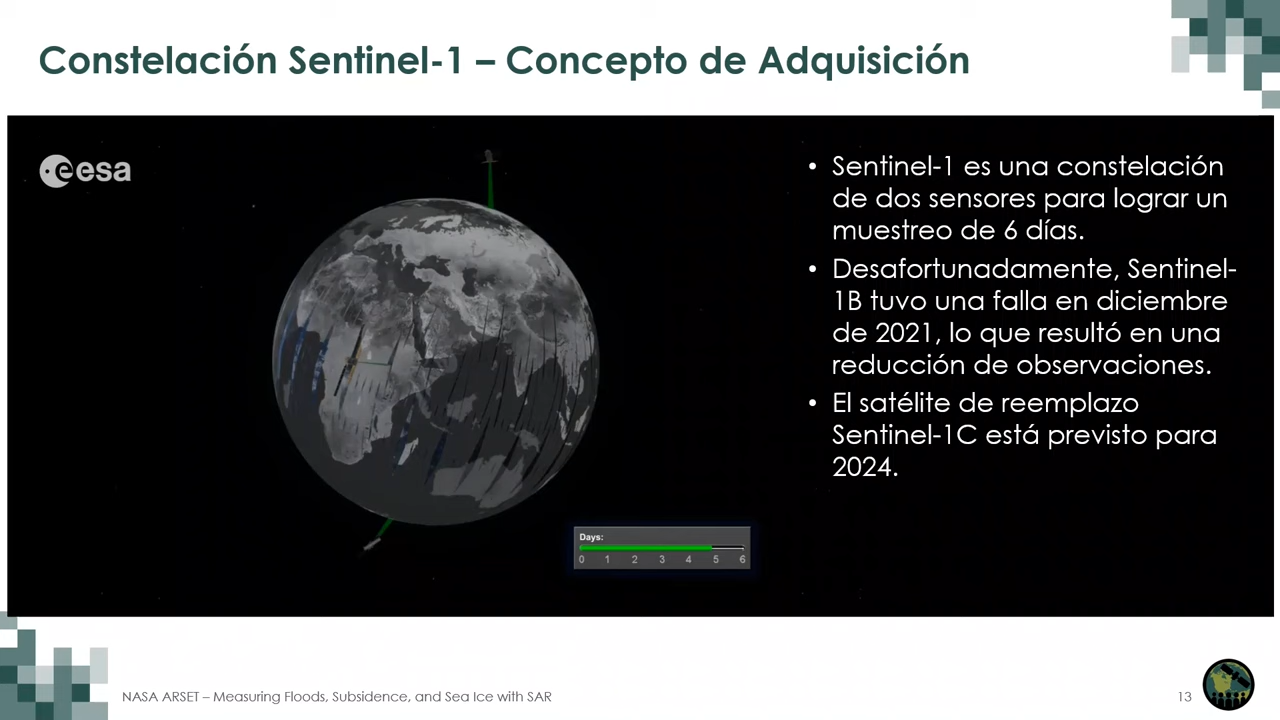 Constelación Sentinel-1 – Concepto de Adquisición
eesa
• Sentinel-1 es una constelación
de dos sensores para lograr un
muestreo de 6 días.
• Desafortunadamente, Sentinel-
1B tuvo una falla en diciembre
de 2021, lo que resultó en una
reducción de observaciones.
• El satélite de reemplazo
Sentinel-1C está previsto para
2024.
Days:
0 1 2 3 4 5 6
NASA ARSET – Measuring Floods, Subsidence, and Sea Ice with SAR
13